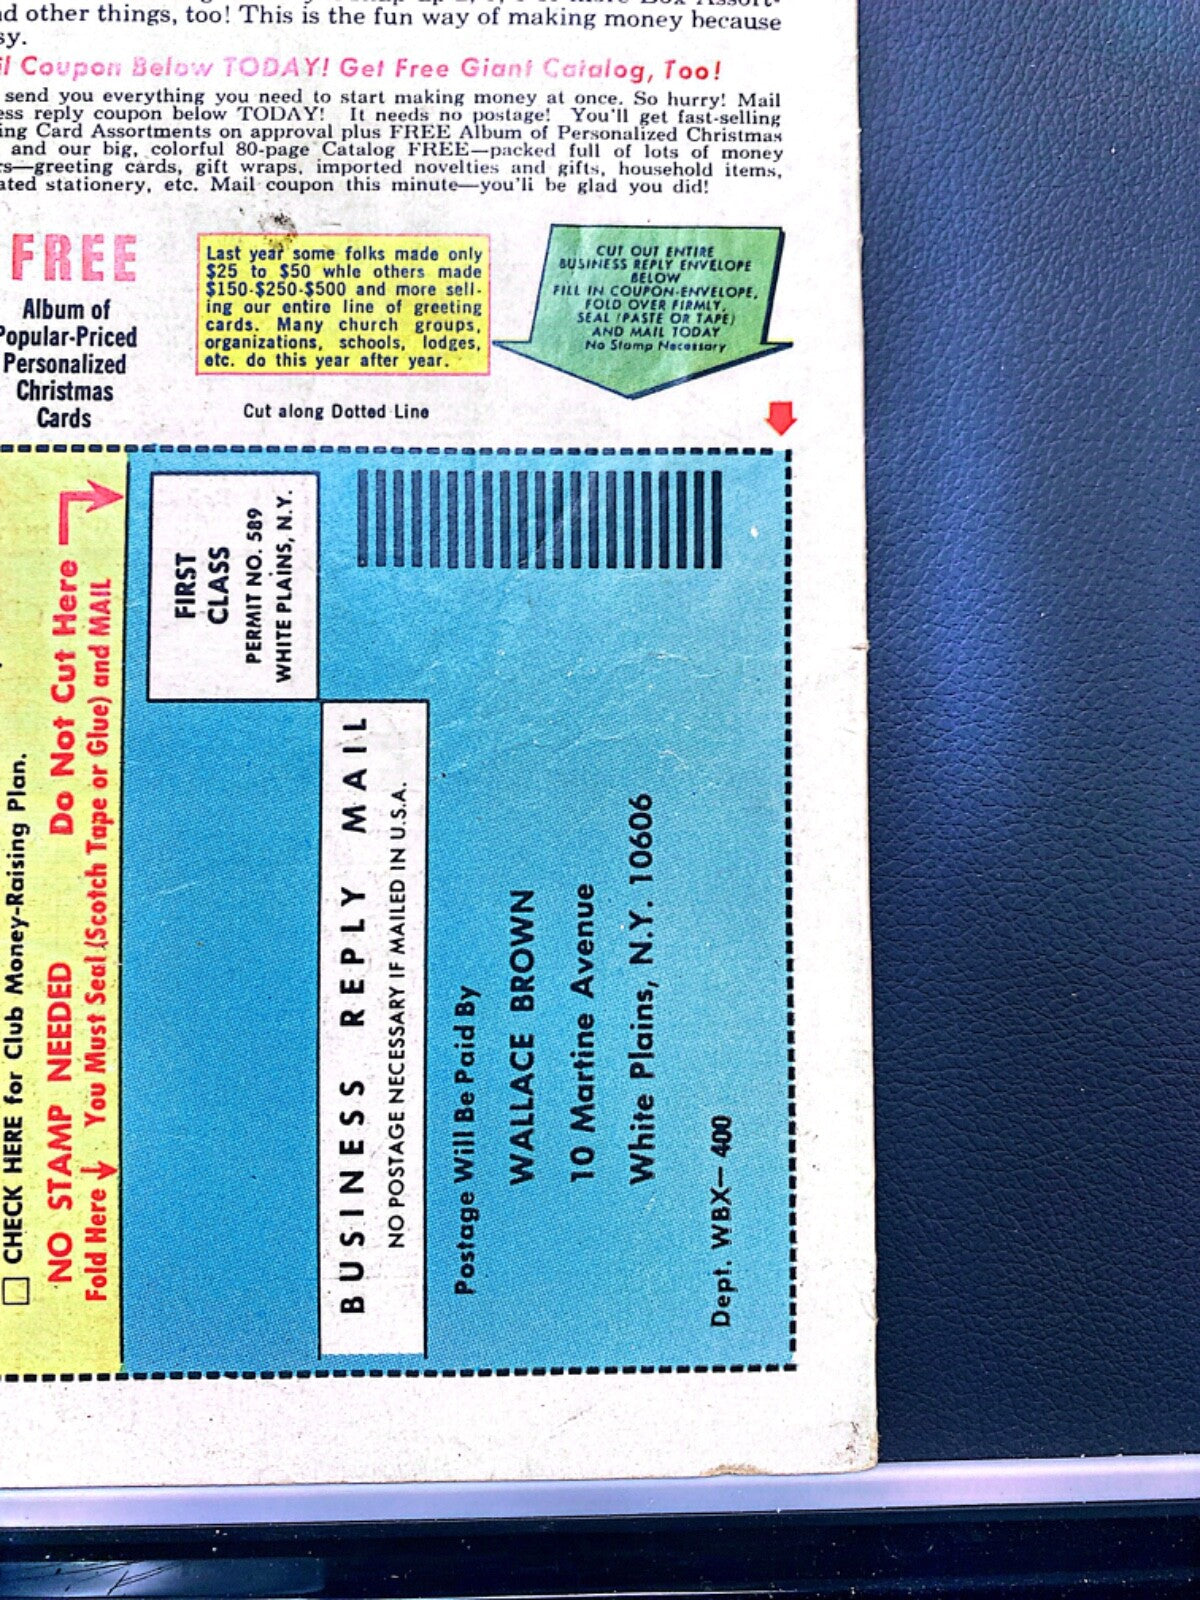 other things, too! This is the fun way of making money because
Coupon Below TODAY! Get Free Giant Catalog, Too!
send you everything you need to start making money at once. So hurry! Mail
reply coupon below TODAY! It needs no postage! You'll get fast-selling
Card Assortments on approval plus FREE Album of Personalized Christmas
and our big, colorful 80-page Catalog FREE—packed full of lots of money
—greeting cards, gift wraps, imported novelties and gifts, household items,
stationery, etc. Mail coupon this minute—you'll be glad you did!
FREE
Album of
Popular-Priced
Personalized
Christmas
Cards
Last year some folks made only
$25 to $50 whle others made
$150-$250-$500 and more sell-
ing our entire line of greeting
cards. Many church groups,
organizations, schools, lodges,
etc. do this year after year.
CUT OUT ENTIRE
BUSINESS REPLY ENVELOPE
BELOW
FILL IN COUPON-ENVELOPE,
FOLD OVER FIRMLY,
SEAL (PASTE OR TAPE)
AND MAIL TODAY
No Stamp Necessary
Cut along Dotted Line
CHECK HERE for Club Money-Raising Plan.
NO STAMP NEEDED Do Not Cut Here
Fold Here You Must Seal (Scotch Tape or Glue) and MAIL
FIRST
CLASS
PERMIT NO. 589
WHITE PLAINS, N.Y.
BUSINESS REPLY MAIL
NO POSTAGE NECESSARY IF MAILED IN U.S.A.
Postage Will Be Paid By
WALLACE BROWN
10 Martine Avenue
White Plains, N.Y. 10606
Dept. WBX—400